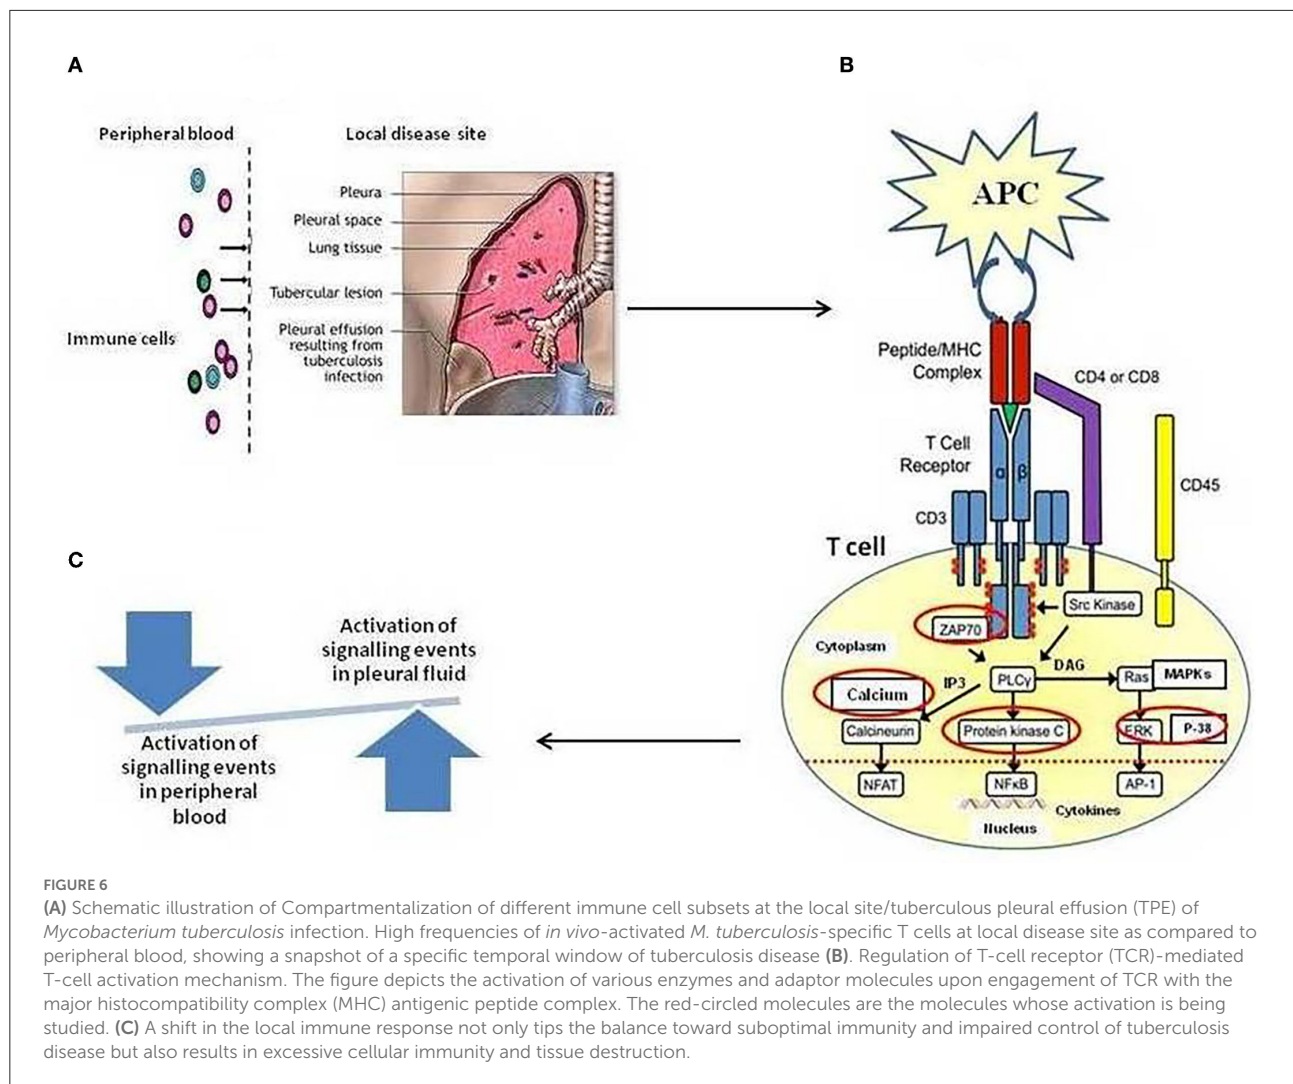 A
Peripheral blood
Local disease site
Pleura
Pleural space
Lung tissue
Tubercular lesion
Pleural effusion
resulting from
tuberculosis
infection
Immune cells
B
APC
Peptide/MHC
Complex
CD4 or CD8
T Cell
Receptor
α
β
CD45
CD3
T cell
Src Kinase
ZAP70
Cytoplasm
DAG
IP3
PLCγ
Ras
MAPKs
Calcium
Calcineurin
Protein kinase C
ERK
P-38
NFAT
NFκB
AP-1
Cytokines
Nucleus
C
Activation of
signalling events
in pleural fluid
Activation of
signalling events
in peripheral
blood
FIGURE 6
(A) Schematic illustration of Compartmentalization of different immune cell subsets at the local site/tuberculous pleural effusion (TPE) of
Mycobacterium tuberculosis infection. High frequencies of in vivo-activated M. tuberculosis-specific T cells at local disease site as compared to
peripheral blood, showing a snapshot of a specific temporal window of tuberculosis disease (B). Regulation of T-cell receptor (TCR)-mediated
T-cell activation mechanism. The figure depicts the activation of various enzymes and adaptor molecules upon engagement of TCR with the
major histocompatibility complex (MHC) antigenic peptide complex. The red-circled molecules are the molecules whose activation is being
studied. (C) A shift in the local immune response not only tips the balance toward suboptimal immunity and impaired control of tuberculosis
disease but also results in excessive cellular immunity and tissue destruction.